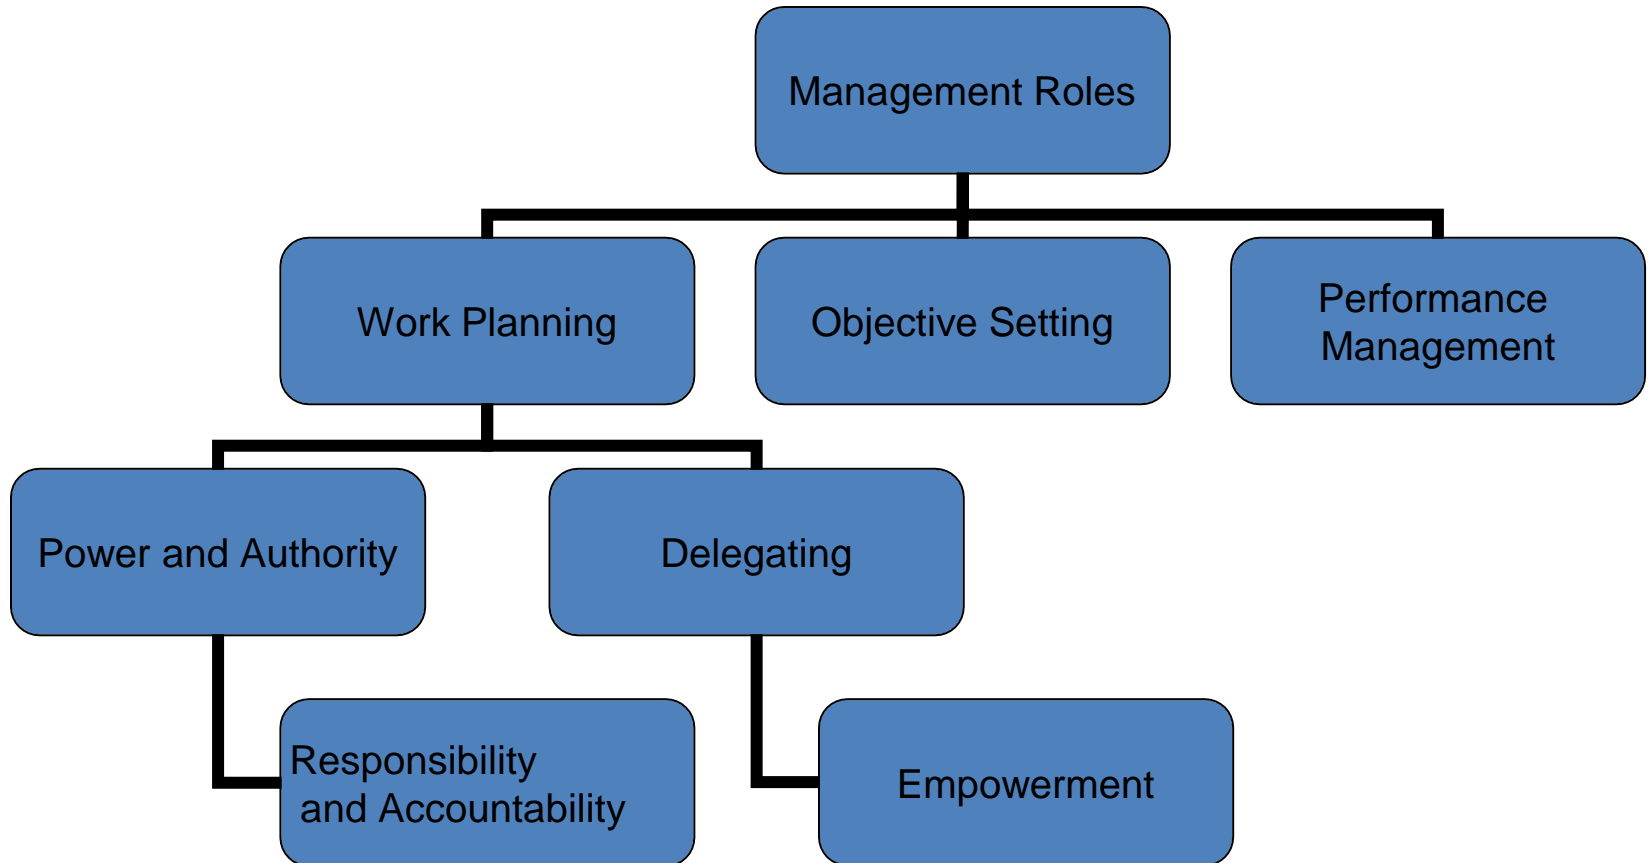 Management Roles
Work Planning
Objective Setting
Performance
Management
Power and Authority
Delegating
Responsibility
and Accountability
Empowerment